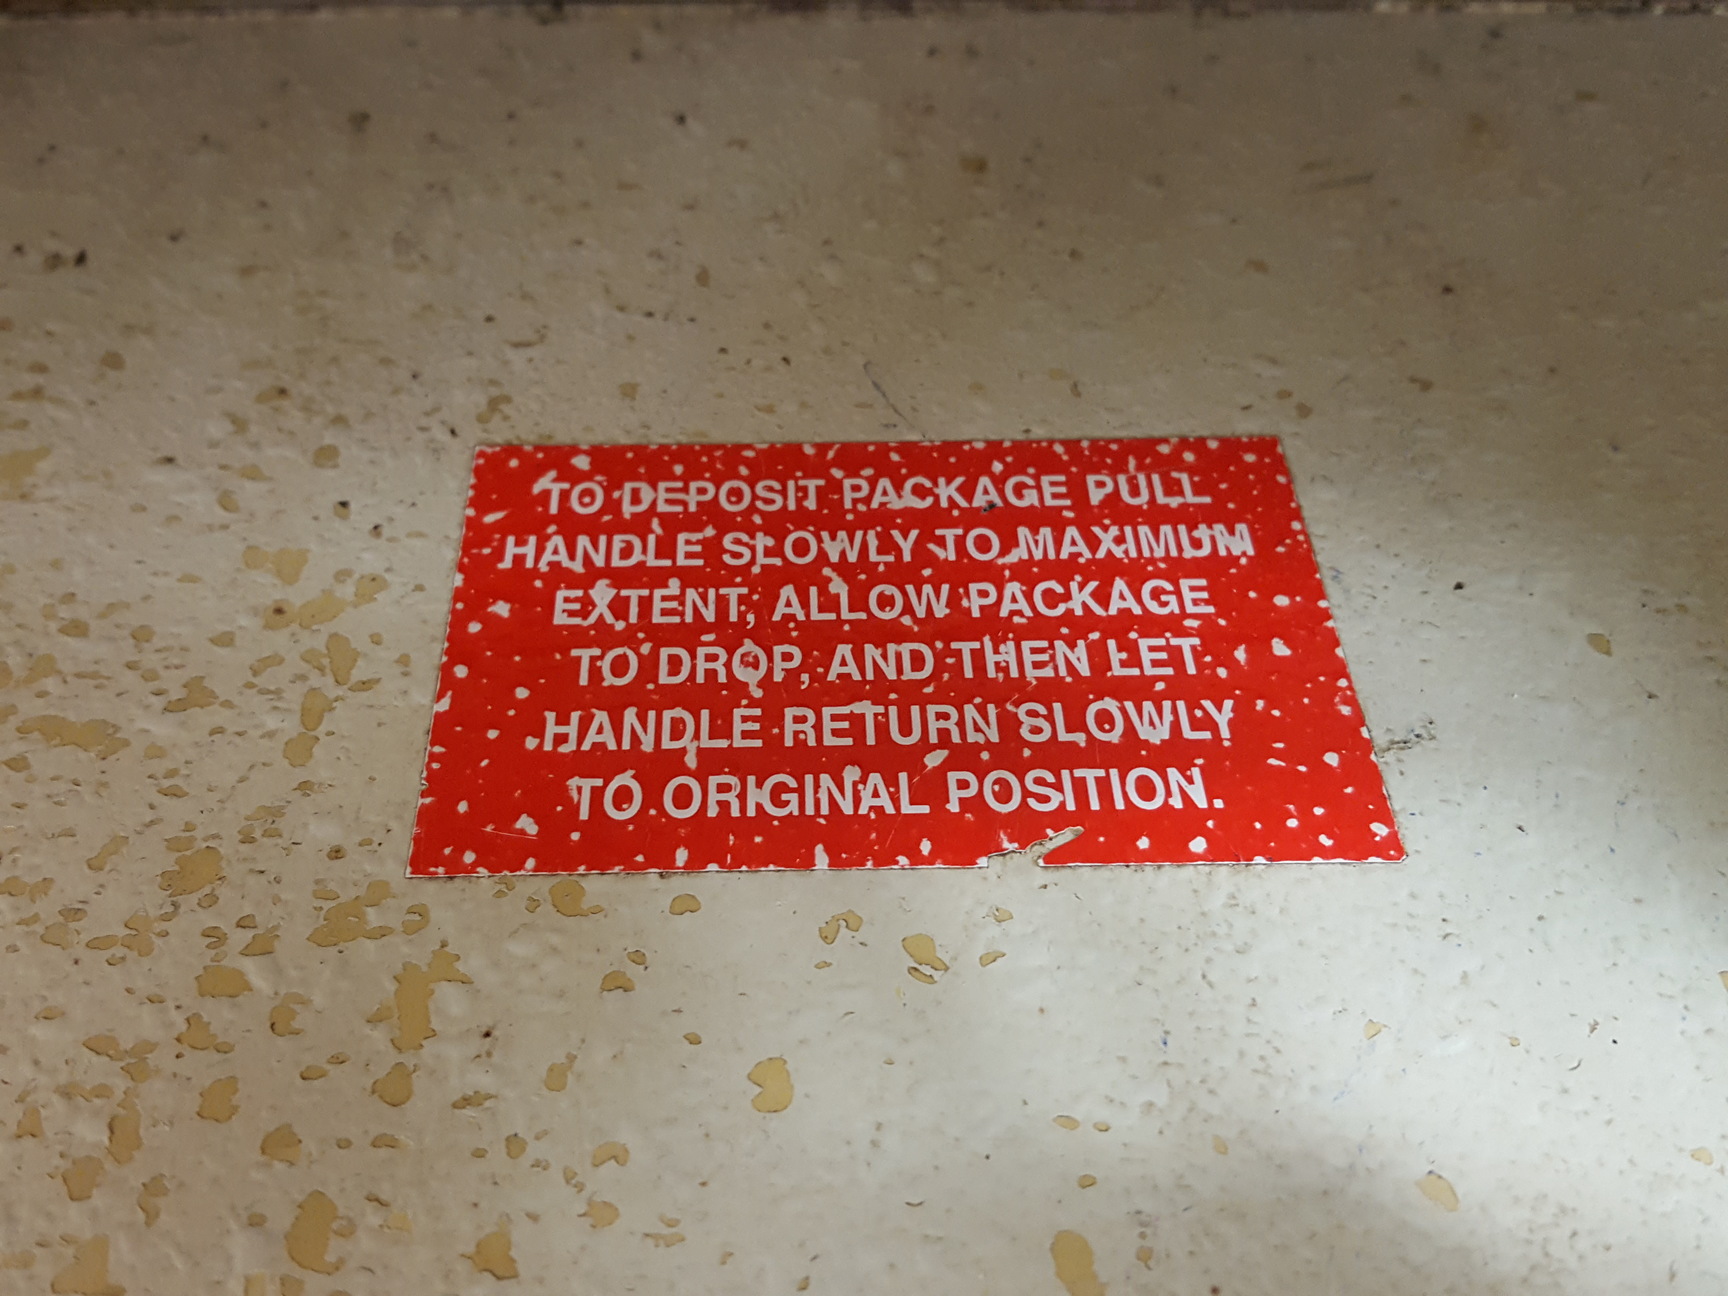 TO DEPOSIT PACKAGE PULL
HANDLE SLOWLY TO MAXIMUM
EXTENT, ALLOW PACKAGE
TO DROP, AND THEN LET
HANDLE RETURN SLOWLY
TO ORIGINAL POSITION.